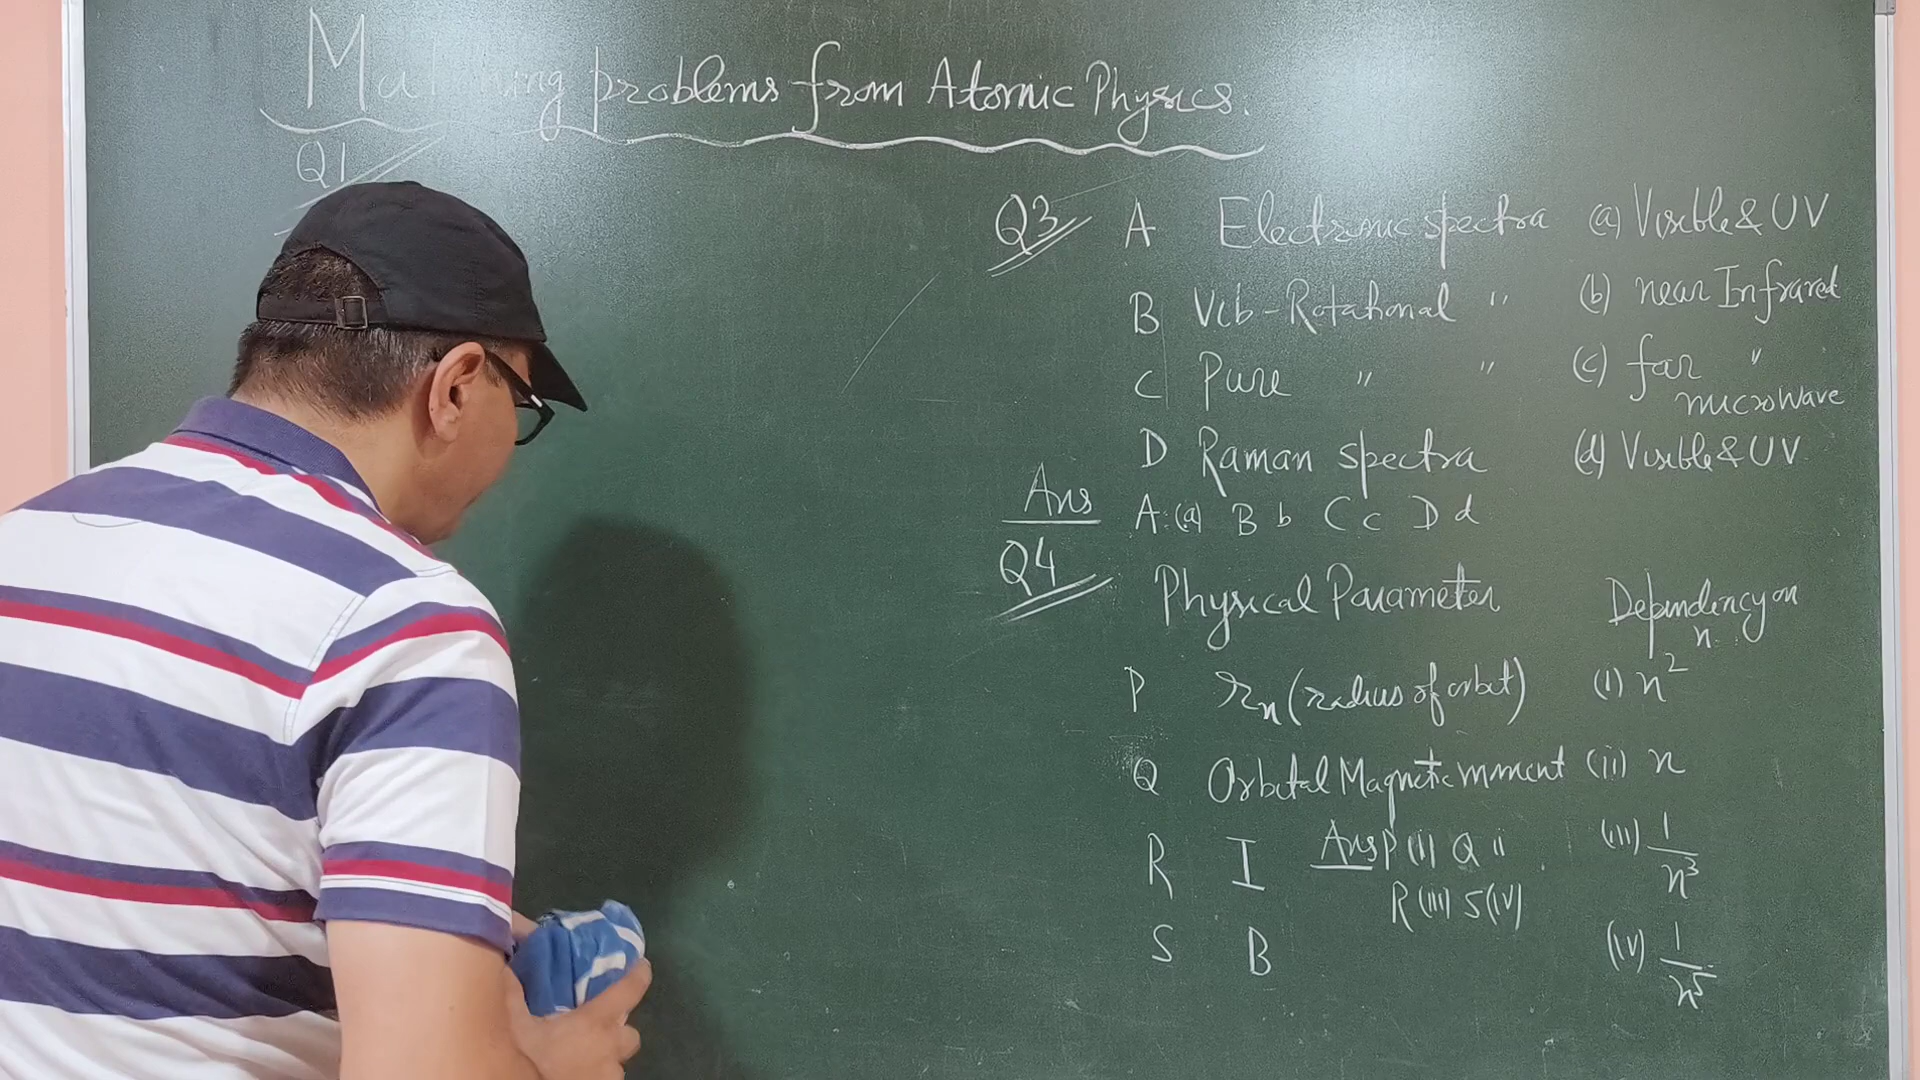 problems from Atomic Physics.
Q1
Q3 A Electronic spectra (a) Visible & UV
B Vib-Rotational " (b) near Infrared
C Pure " " (c) far "
microwave
D Raman spectra (d) Visible & UV
Ans A:(a) B b C c D d
Q4 Physical Parameter Dependency on
n
P rn (radius of orbit) (i) n²
Q Orbital Magnetic moment (ii) n
R I Ans P (i) Q ii (iii) 1/n³
R (iii) S (iv)
S B (iv) 1/n⁵